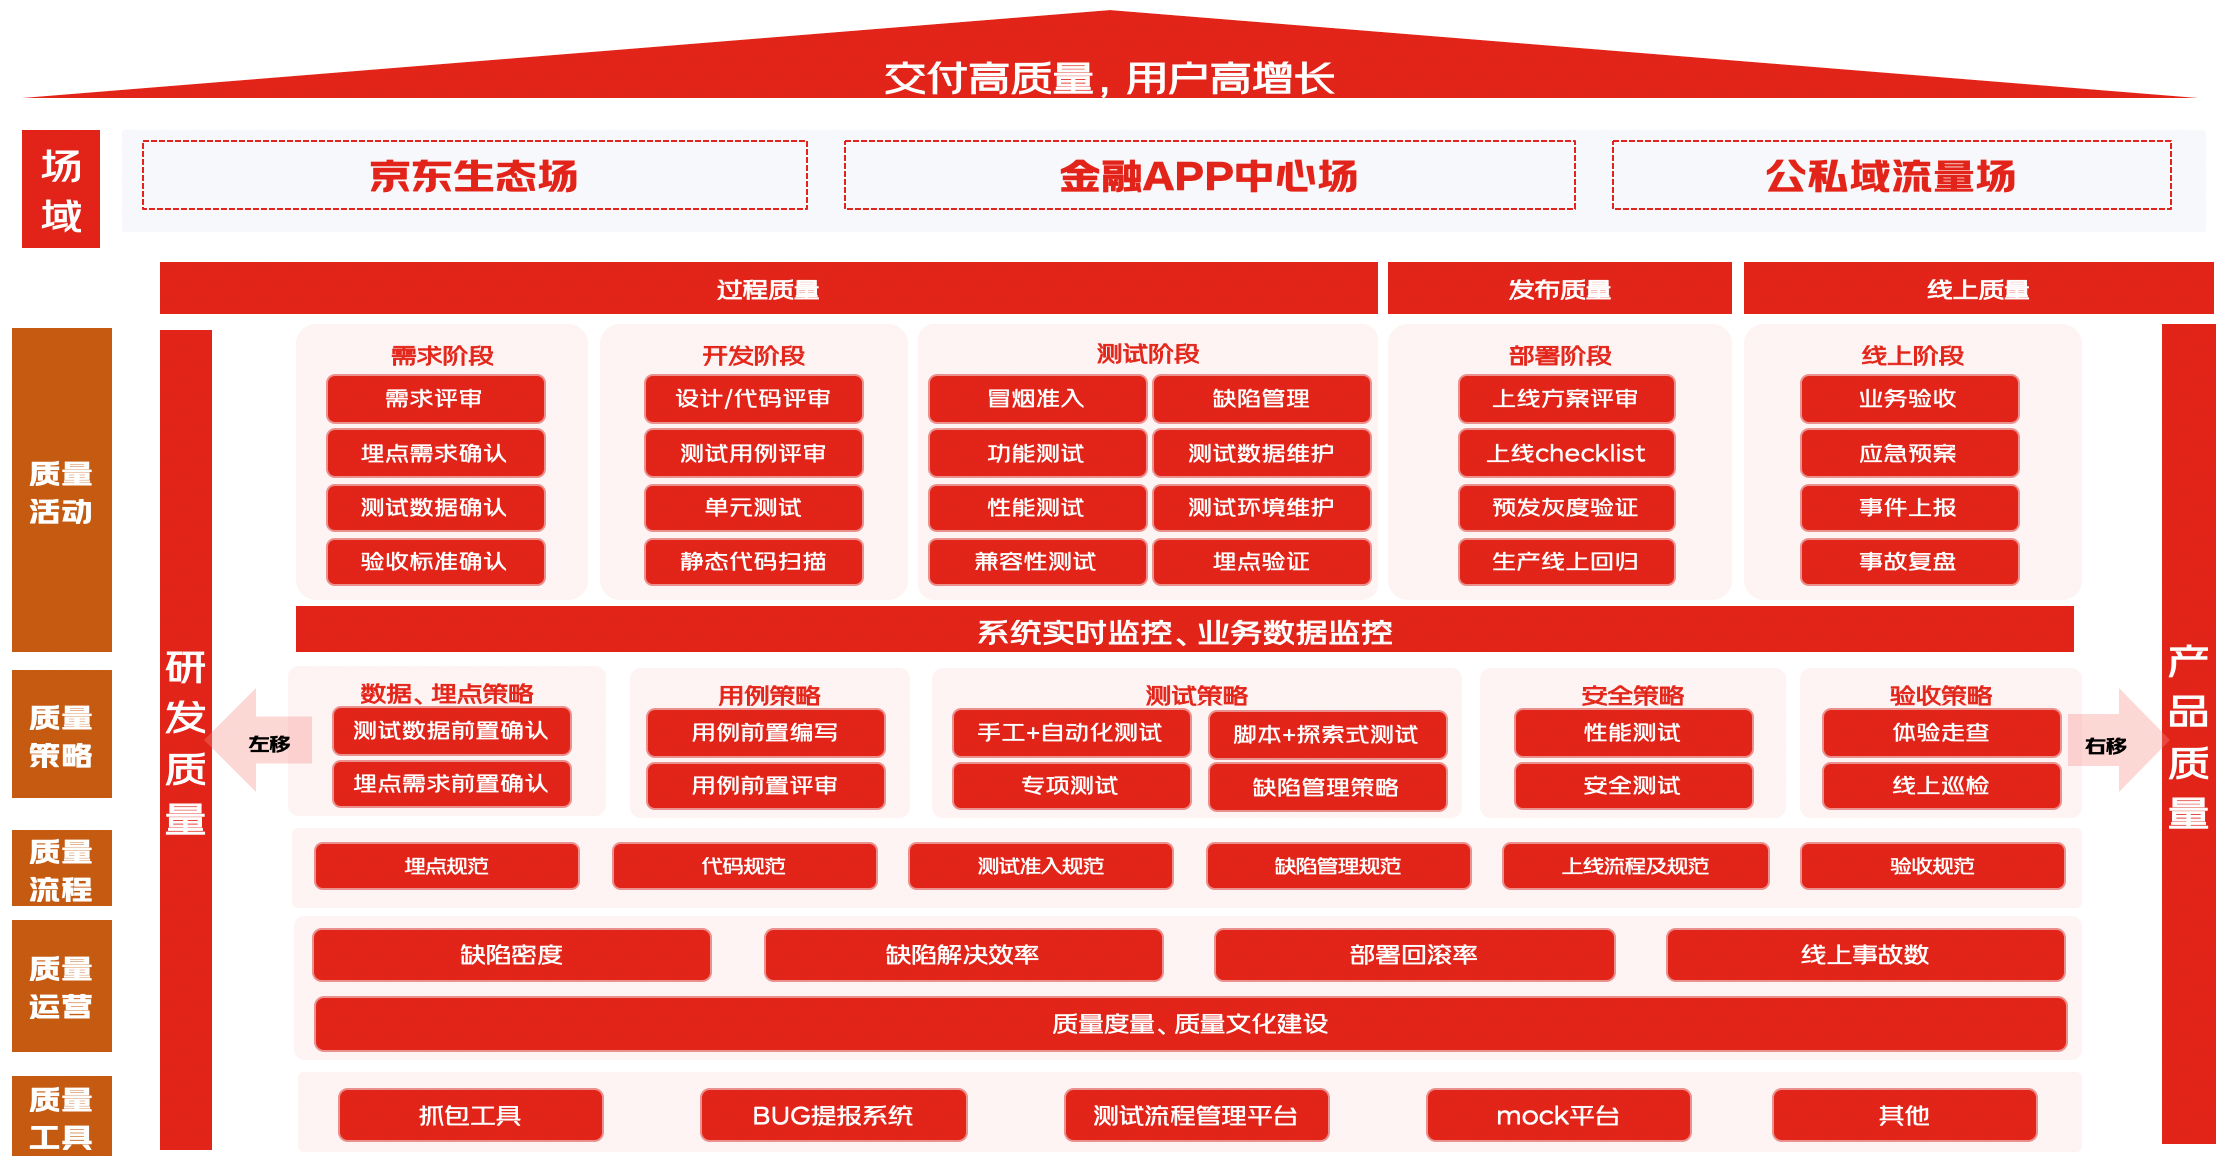 交付高质量，用户高增长
场
域
京东生态场
金融APP中心场
公私域流量场
过程质量
发布质量
线上质量
质量
活动
研
发
质
量
需求阶段
需求评审
埋点需求确认
测试数据确认
验收标准确认
开发阶段
设计/代码评审
测试用例评审
单元测试
静态代码扫描
测试阶段
冒烟准入
缺陷管理
功能测试
测试数据维护
性能测试
测试环境维护
兼容性测试
埋点验证
部署阶段
上线方案评审
上线checklist
预发灰度验证
生产线上回归
线上阶段
业务验收
应急预案
事件上报
事故复盘
产
品
质
量
系统实时监控、业务数据监控
质量
策略
左移
数据、埋点策略
测试数据前置确认
埋点需求前置确认
用例策略
用例前置编写
用例前置评审
测试策略
手工+自动化测试
脚本+探索式测试
专项测试
缺陷管理策略
安全策略
性能测试
安全测试
验收策略
体验走查
线上巡检
右移
质量
流程
埋点规范
代码规范
测试准入规范
缺陷管理规范
上线流程及规范
验收规范
质量
运营
缺陷密度
缺陷解决效率
部署回滚率
线上事故数
质量度量、质量文化建设
质量
工具
抓包工具
BUG提报系统
测试流程管理平台
mock平台
其他